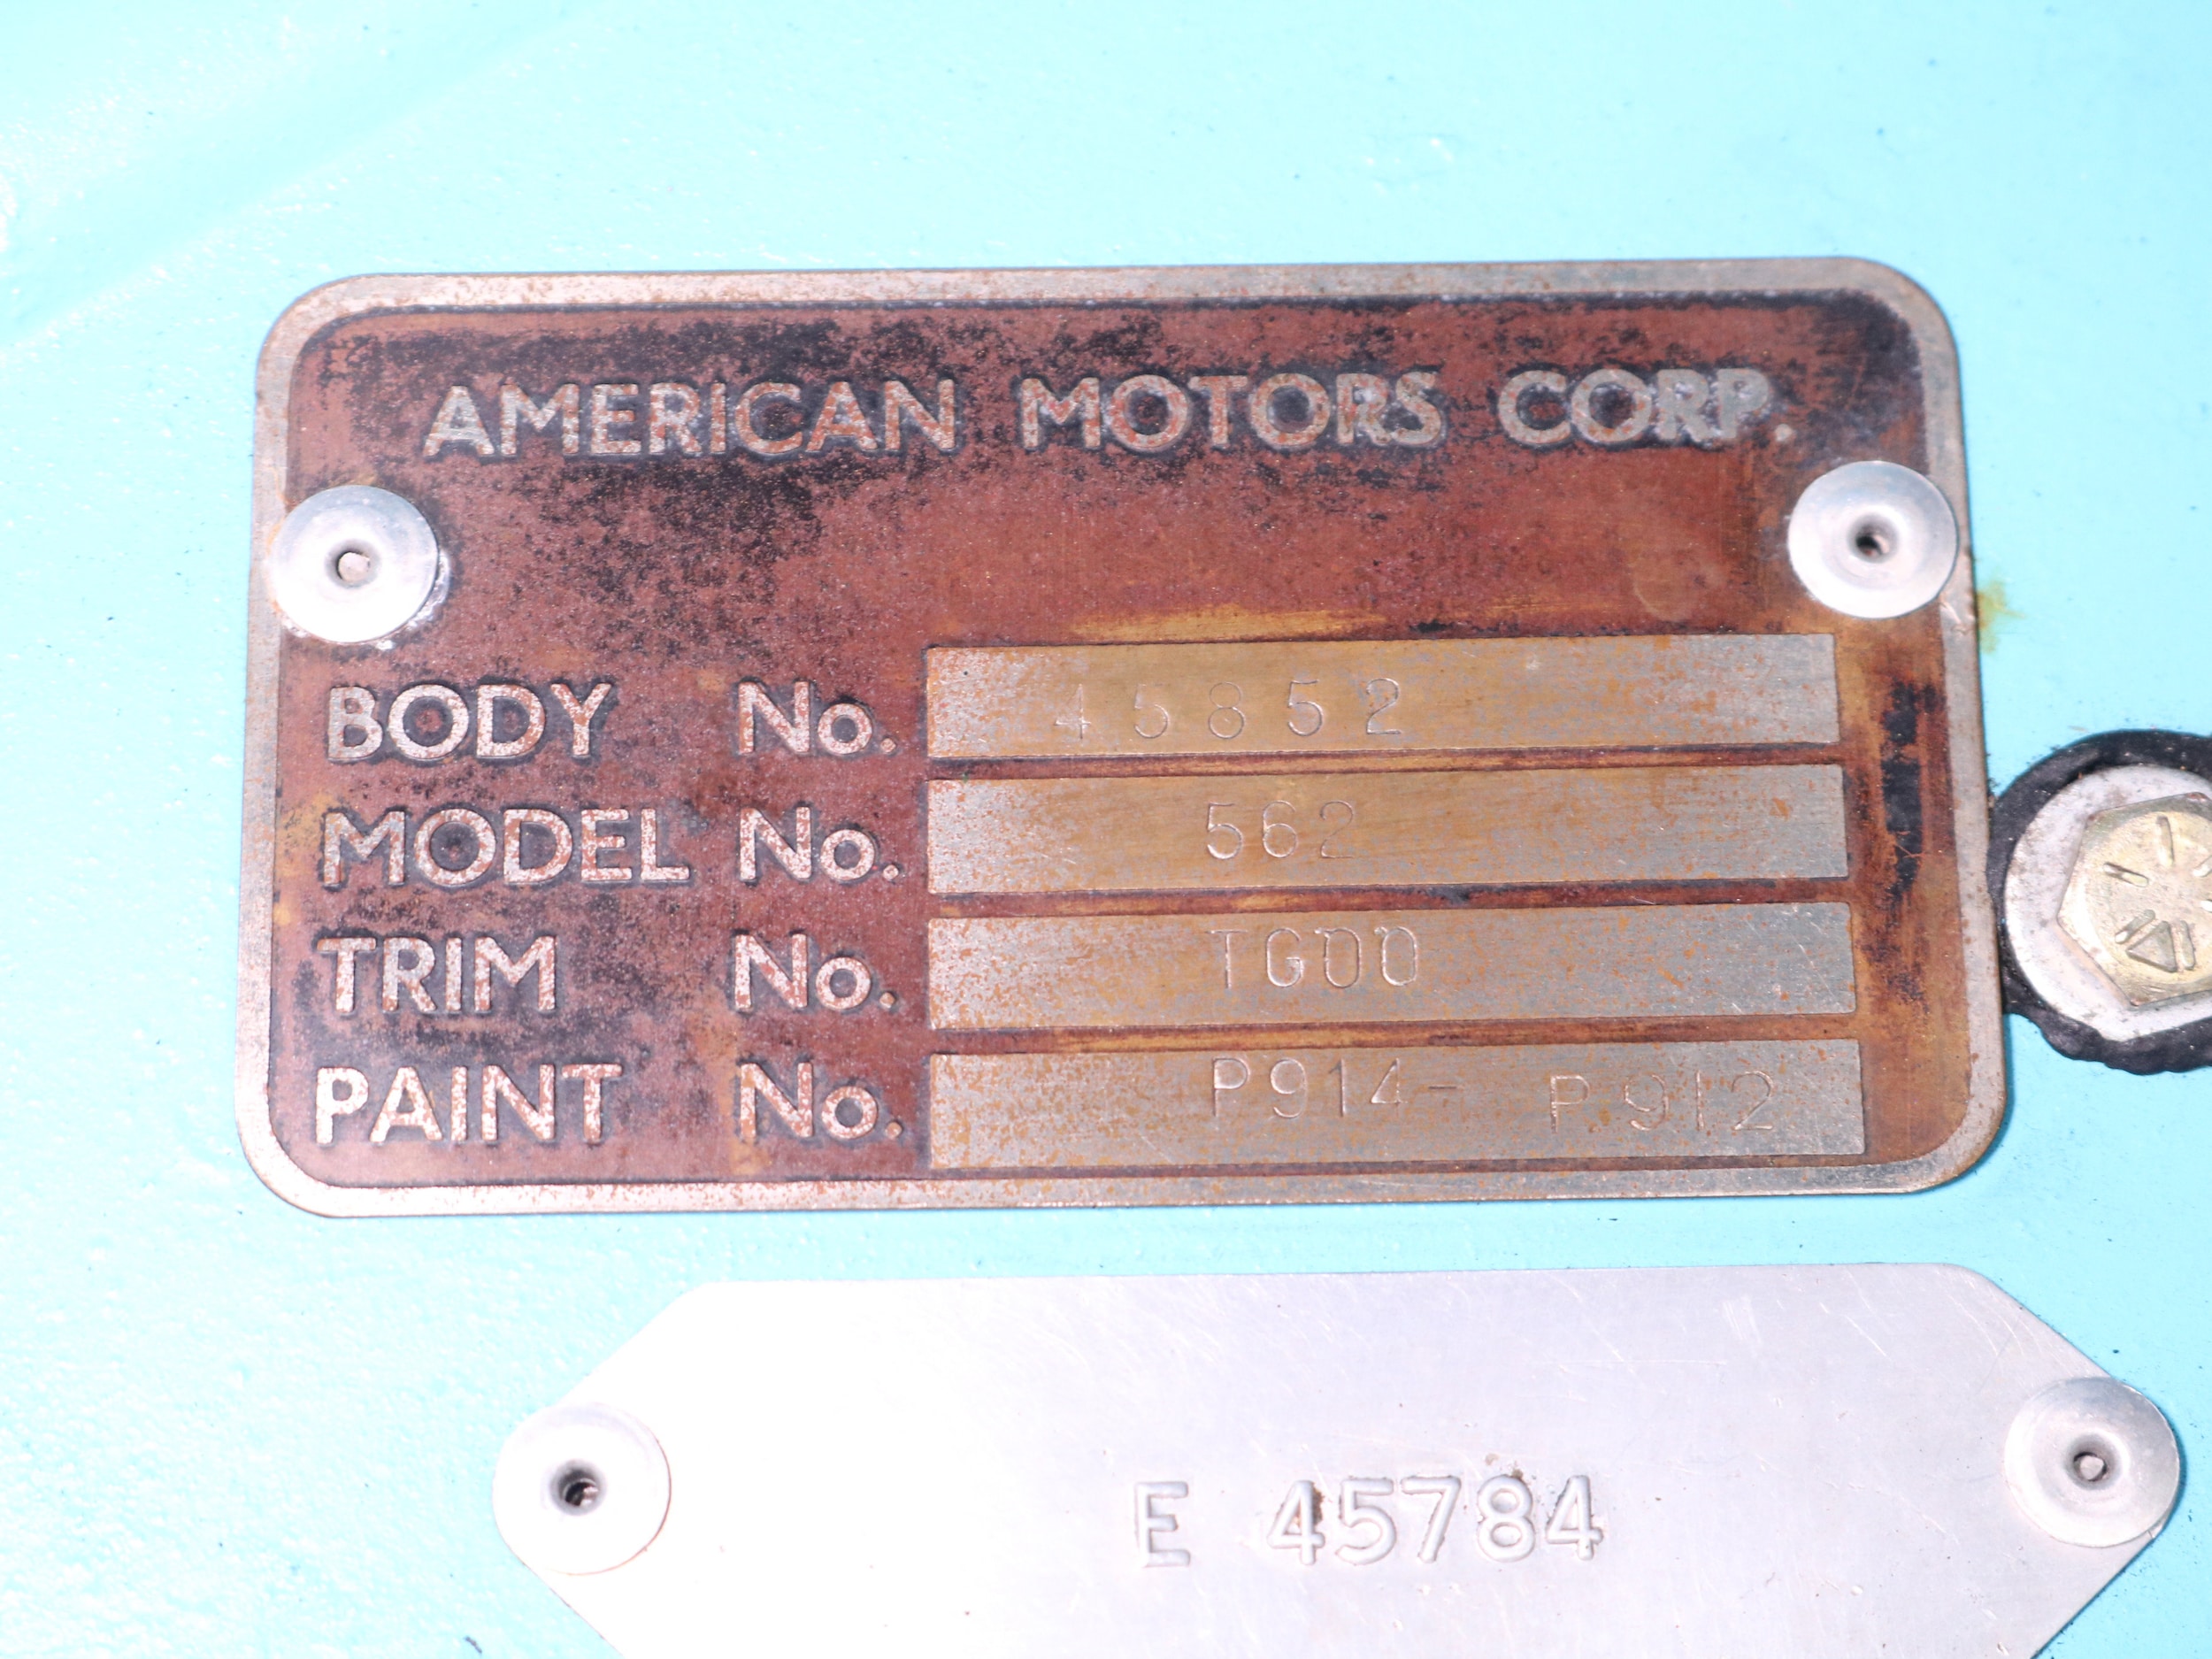 AMERICAN MOTORS CORP.
BODY No. 45852
MODEL No. 562
TRIM No. TG00
PAINT No. P914- P912
E 45784